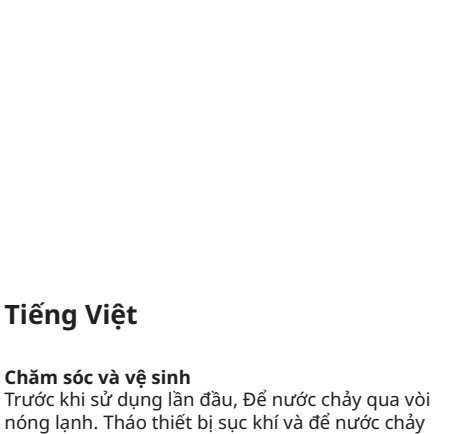 Tiếng Việt
Chăm sóc và vệ sinh
Trước khi sử dụng lần đầu, Để nước chảy qua vòi
nóng lạnh. Tháo thiết bị sục khí và để nước chảy